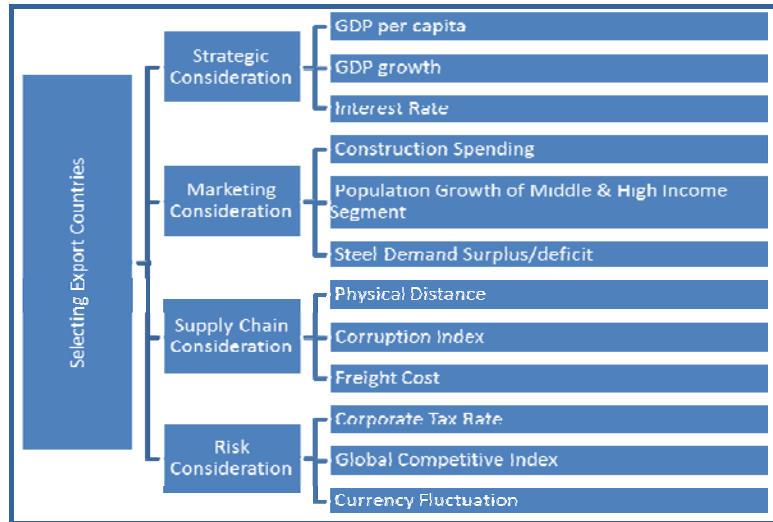 Selecting Export Countries
Strategic
Consideration
GDP per capita
GDP growth
Interest Rate
Marketing
Consideration
Construction Spending
Population Growth of Middle & High Income
Segment
Steel Demand Surplus/deficit
Supply Chain
Consideration
Physical Distance
Corruption Index
Freight Cost
Risk
Consideration
Corporate Tax Rate
Global Competitive Index
Currency Fluctuation